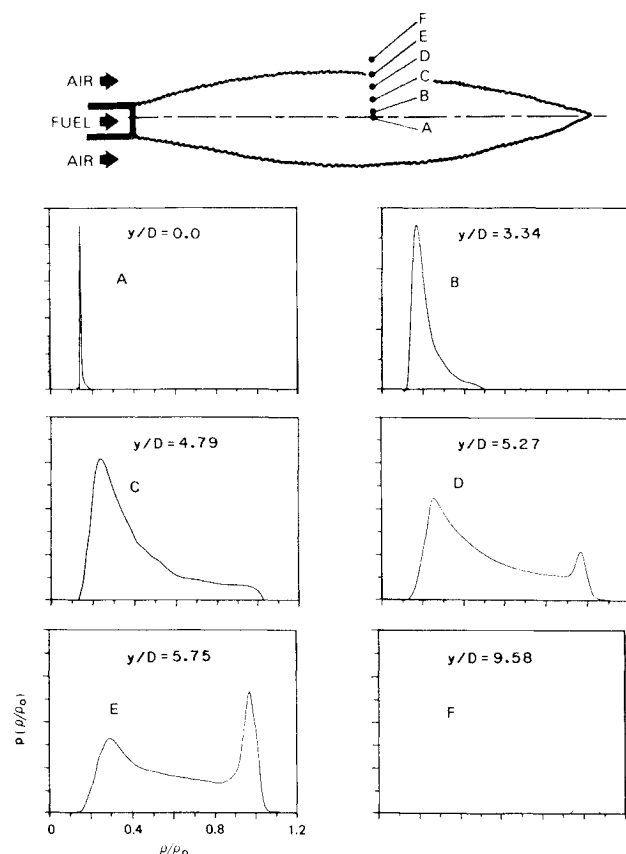 F
E
AIR
D
C
B
FUEL
A
AIR
y/D = 0.0
A
y/D = 3.34
B
y/D = 4.79
C
y/D = 5.27
D
y/D = 5.75
E
y/D = 9.58
F
p(ρ/ρ₀)
0 0.4 0.8 1.2
ρ/ρ₀